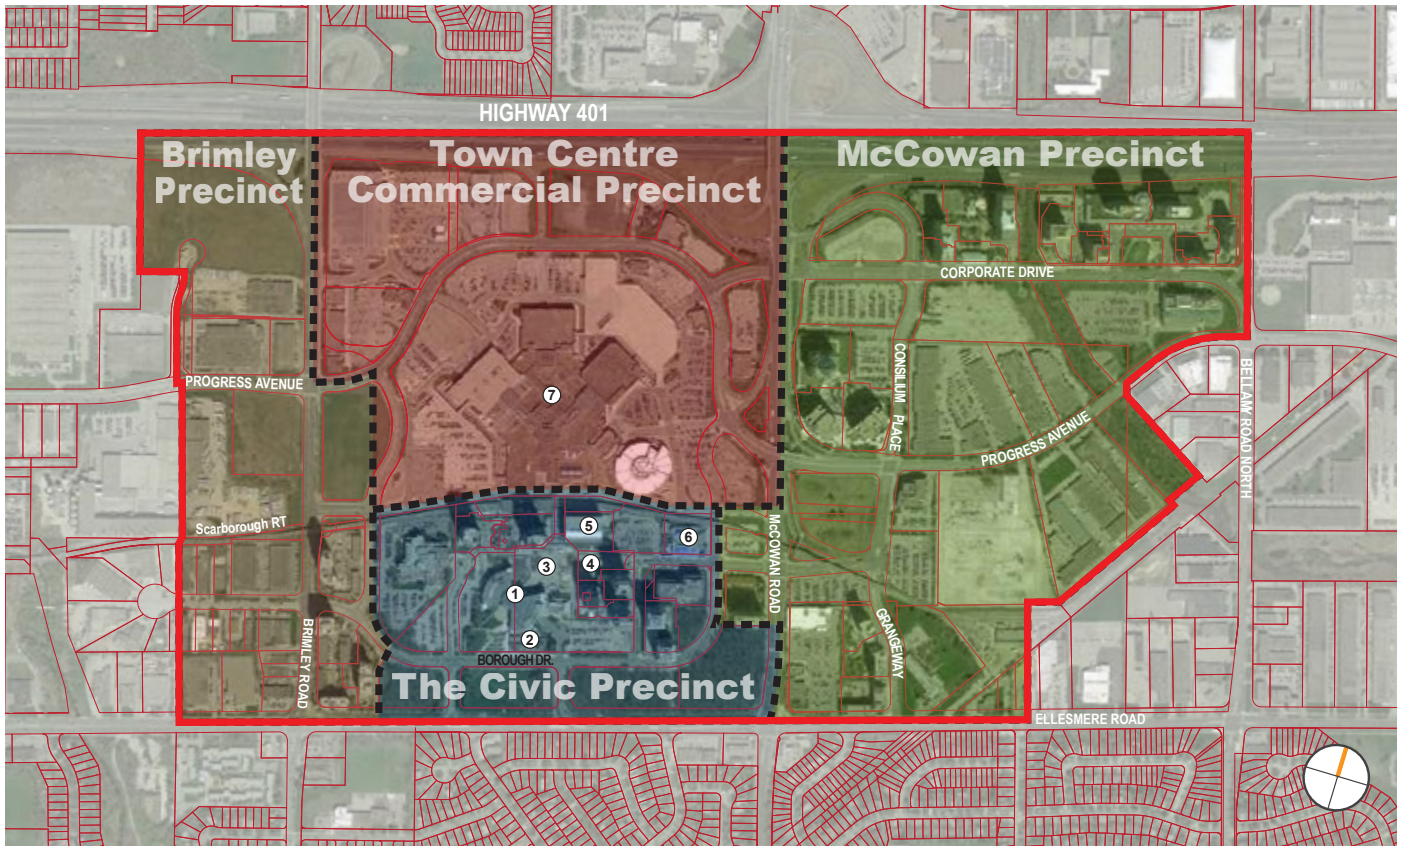 HIGHWAY 401
Brimley
Precinct
Town Centre
Commercial Precinct
McCowan Precinct
CORPORATE DRIVE
CONSILIUM PLACE
PROGRESS AVENUE
BELLAMY ROAD NORTH
PROGRESS AVENUE
7
Scarborough RT
5
6
4
3
1
2
McCOWAN ROAD
GRANGEWAY
BRIMLEY ROAD
BOROUGH DR.
The Civic Precinct
ELLESMERE ROAD